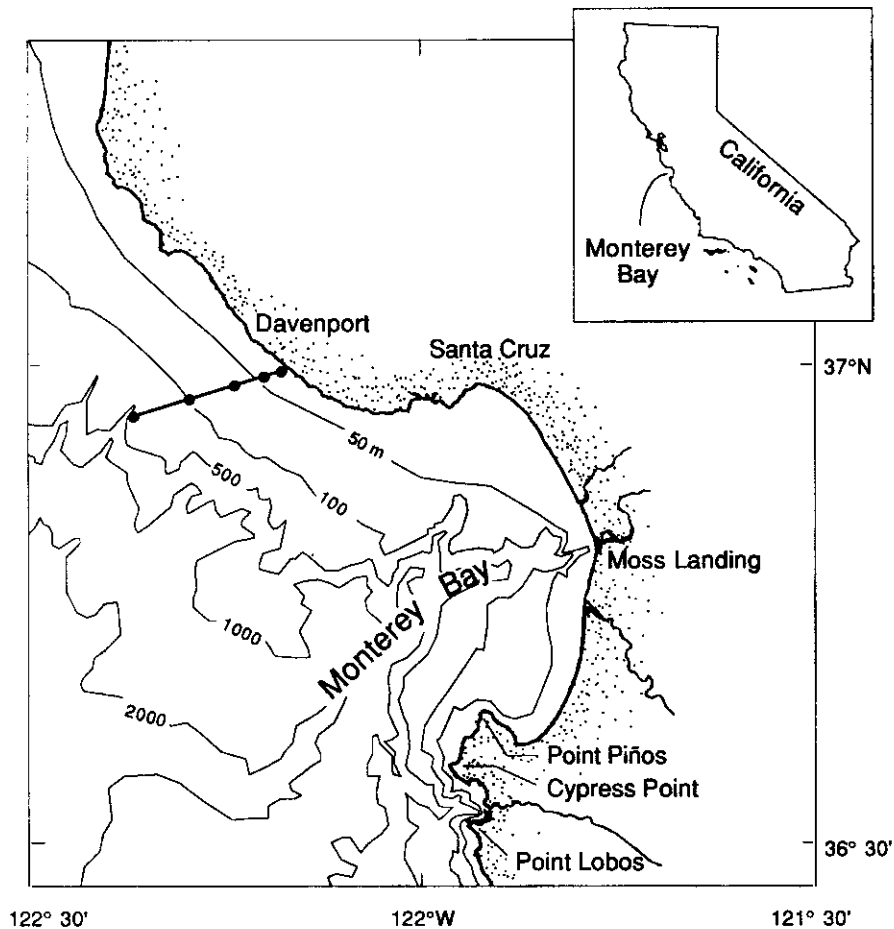 California
Monterey
Bay
Davenport
Santa Cruz
37°N
50 m
500
100
Moss Landing
Monterey Bay
1000
2000
Point Piños
Cypress Point
36° 30'
Point Lobos
122° 30'
122°W
121° 30'